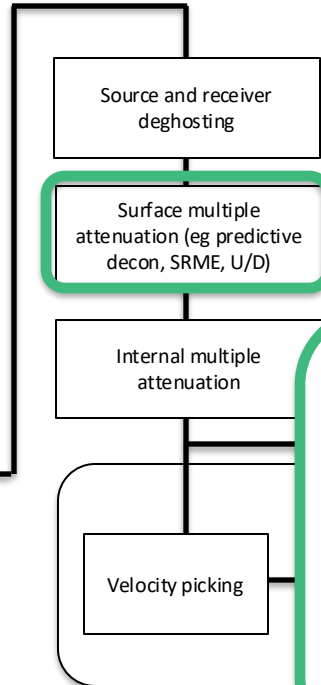 Source and receiver
deghosting
Surface multiple
attenuation (eg predictive
decon, SRME, U/D)
Internal multiple
attenuation
Velocity picking